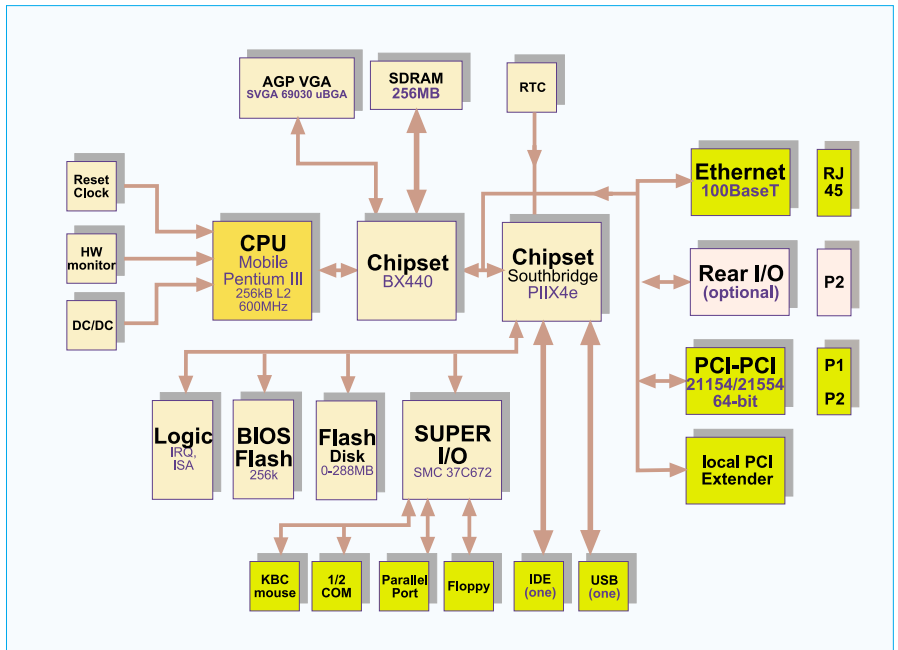 AGP VGA
SVGA 69030 uBGA
SDRAM
256MB
RTC
Reset
Clock
HW
monitor
DC/DC
CPU
Mobile
Pentium III
256kB L2
600MHz
Chipset
BX440
Chipset
Southbridge
PIIX4e
Ethernet
100BaseT
RJ
45
Rear I/O
(optional)
P2
PCI-PCI
21154/21554
64-bit
P1
P2
local PCI
Extender
Logic
IRQ,
ISA
BIOS
Flash
256k
Flash
Disk
0-288MB
SUPER
I/O
SMC 37C672
KBC
mouse
1/2
COM
Parallel
Port
Floppy
IDE
(one)
USB
(one)